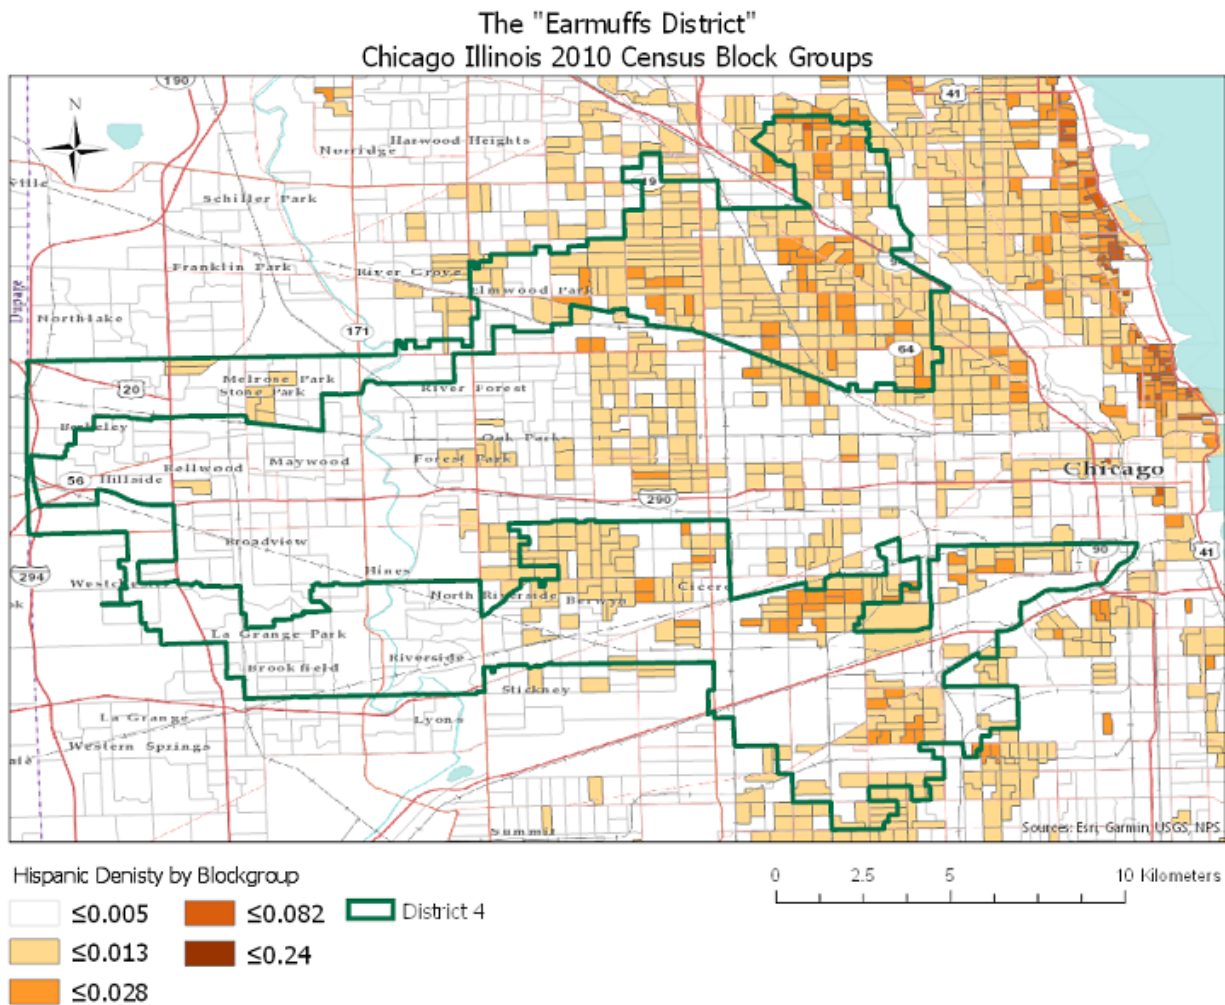 The "Earmuffs District"
Chicago Illinois 2010 Census Block Groups
190
41
N
Harwood Heights
Norridge
ville
19
Schiller Park
Franklin Park
River Grove
Elmwood Park
Dupage
Northlake
171
64
Melrose Park
20
Stone Park
River Forest
Berkeley
Oak Park
Forest Park
Bellwood
Maywood
Chicago
56
Hillside
290
Broadview
90
41
Hines
294
Westchester
North Riverside
Cicero
Berwyn
La Grange Park
Riverside
Brookfield
Stickney
La Grange
Lyons
Western Springs
Summit
Sources: Esri, Garmin, USGS, NPS
Hispanic Denisty by Blockgroup
0 2.5 5 10 Kilometers
≤0.005 ≤0.082 District 4
≤0.013 ≤0.24
≤0.028